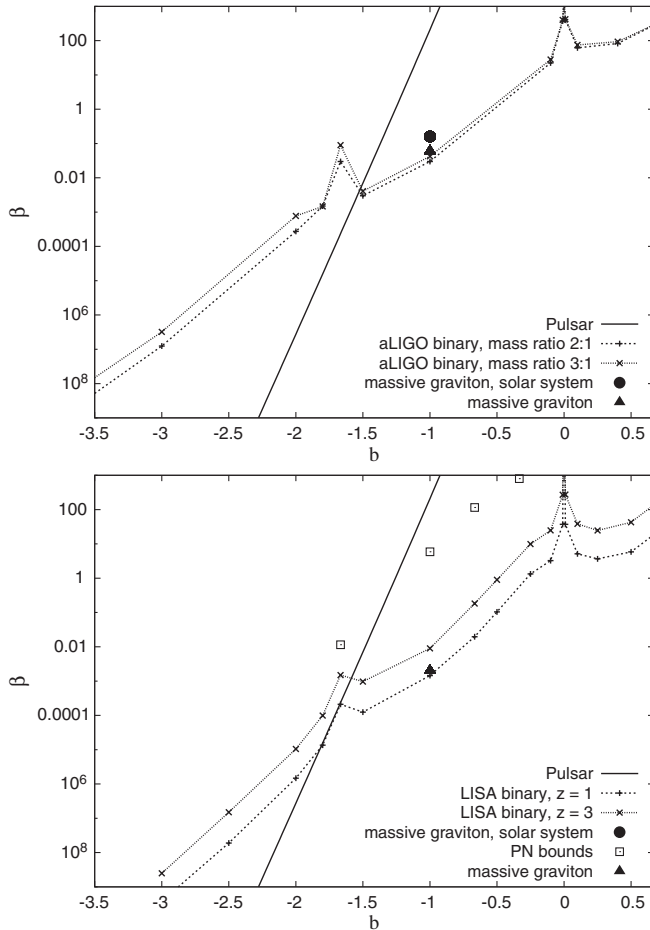 100
1
0.01
0.0001
10^6
10^8
β
Pulsar
aLIGO binary, mass ratio 2:1
aLIGO binary, mass ratio 3:1
massive graviton, solar system
massive graviton
-3.5 -3 -2.5 -2 -1.5 -1 -0.5 0 0.5
b
100
1
0.01
0.0001
10^6
10^8
β
Pulsar
LISA binary, z = 1
LISA binary, z = 3
massive graviton, solar system
PN bounds
massive graviton
-3.5 -3 -2.5 -2 -1.5 -1 -0.5 0 0.5
b